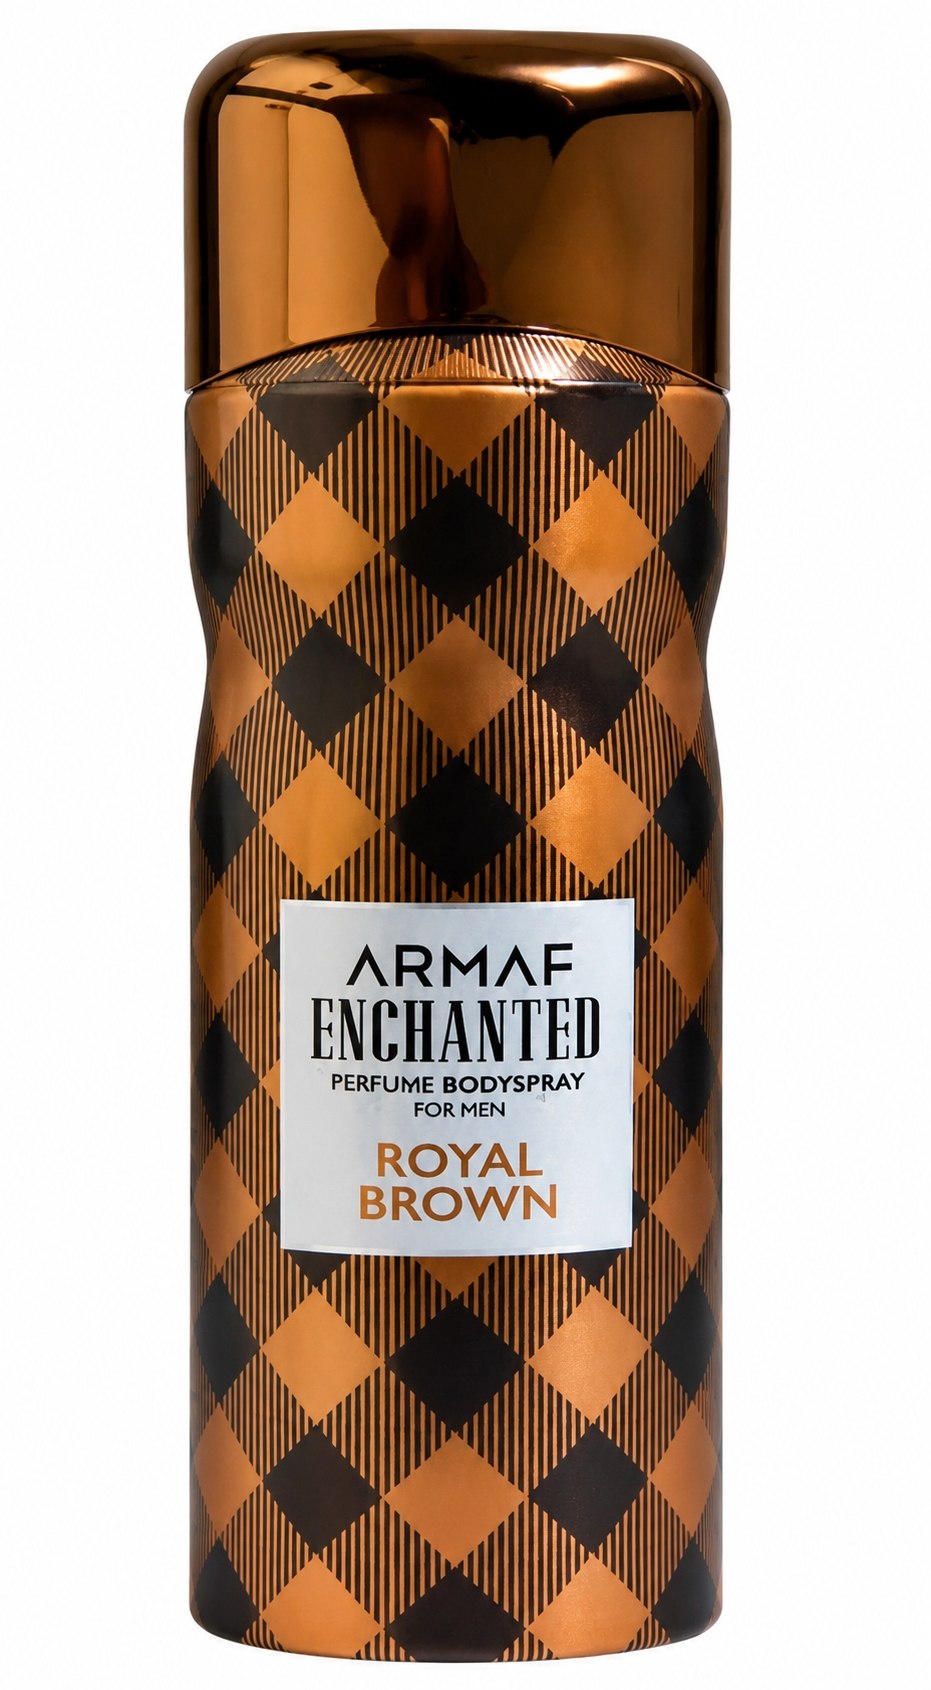 ARMAF
ENCHANTED
PERFUME BODYSPRAY
FOR MEN
ROYAL
BROWN